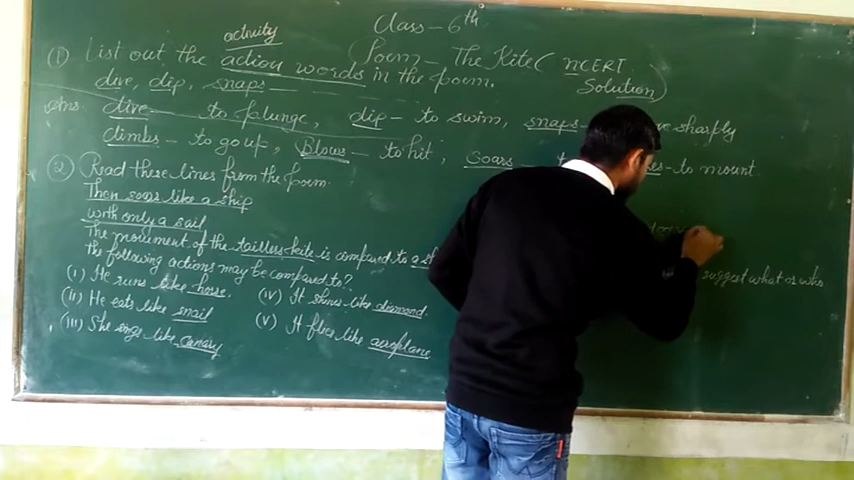 Class - 6th
activity
Poem - The Kite ( NCERT Solution )
(1) List out the action words in the poem.
dive, dip, snaps
Ans. dive - to plunge, dip - to swim, snaps - sharply
climbs - to go up, Blows - to hit, soars - - to mount.
(2) Read these lines from the poem.
Then soars like a ship
with only a sail
The movement of the tailless kite is compared to a
suggest what or who
the following actions may be compared to?
(i) He runs like horse.
(ii) He eats like snail
(iii) She sings like canary
(iv) It shines like diamond.
(v) It flies like aeroplane